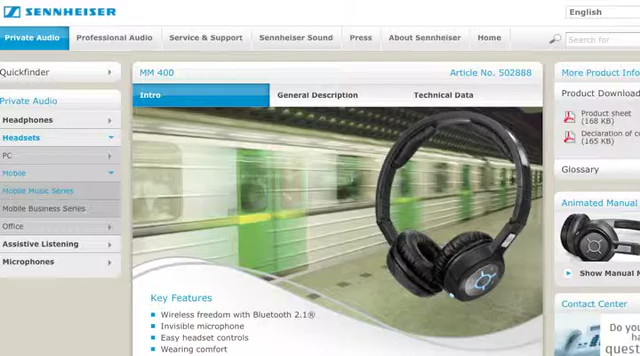 SENNHEISER
English
Private Audio
Professional Audio
Service & Support
Sennheiser Sound
Press
About Sennheiser
Home
Search for
Quickfinder
Private Audio
Headphones
Headsets
PC
Mobile
Mobile Music Series
Mobile Business Series
Office
Assistive Listening
Microphones
MM 400
Article No. 502888
Intro
General Description
Technical Data
Key Features
Wireless freedom with Bluetooth 2.1®
Invisible microphone
Easy headset controls
Wearing comfort
More Product Info
Product Download
Product sheet
(168 KB)
Declaration of c
(165 KB)
Glossary
Animated Manual
Show Manual M
Contact Center
Do you
ha
quest